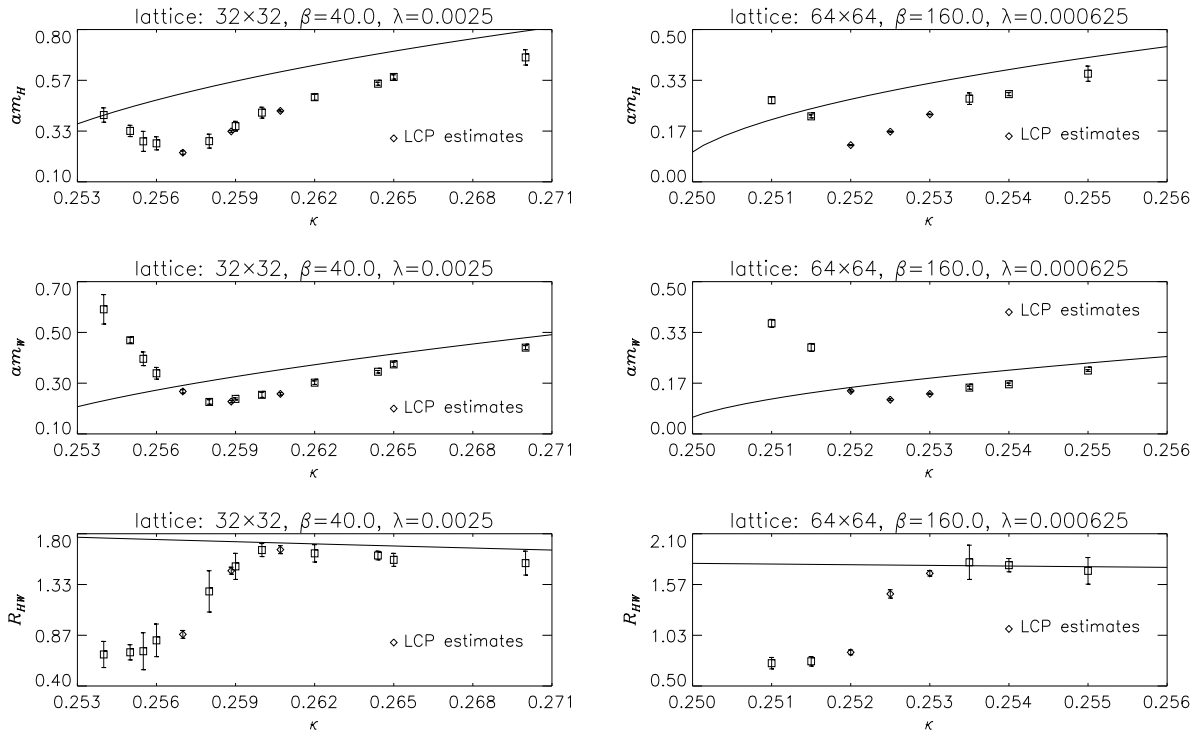 lattice: 32×32, β=40.0, λ=0.0025
am_H
0.80
0.57
0.33
0.10
LCP estimates
0.253 0.256 0.259 0.262 0.265 0.268 0.271
κ
lattice: 64×64, β=160.0, λ=0.000625
am_H
0.50
0.33
0.17
0.00
LCP estimates
0.250 0.251 0.252 0.253 0.254 0.255 0.256
κ
lattice: 32×32, β=40.0, λ=0.0025
am_W
0.70
0.50
0.30
0.10
LCP estimates
0.253 0.256 0.259 0.262 0.265 0.268 0.271
κ
lattice: 64×64, β=160.0, λ=0.000625
am_W
0.50
0.33
0.17
0.00
LCP estimates
0.250 0.251 0.252 0.253 0.254 0.255 0.256
κ
lattice: 32×32, β=40.0, λ=0.0025
R_HW
1.80
1.33
0.87
0.40
LCP estimates
0.253 0.256 0.259 0.262 0.265 0.268 0.271
κ
lattice: 64×64, β=160.0, λ=0.000625
R_HW
2.10
1.57
1.03
0.50
LCP estimates
0.250 0.251 0.252 0.253 0.254 0.255 0.256
κ